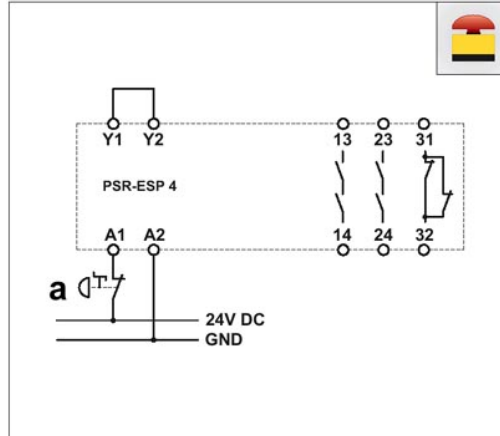 Y1 Y2 13 23 31
PSR-ESP 4
A1 A2 14 24 32
a
24V DC
GND